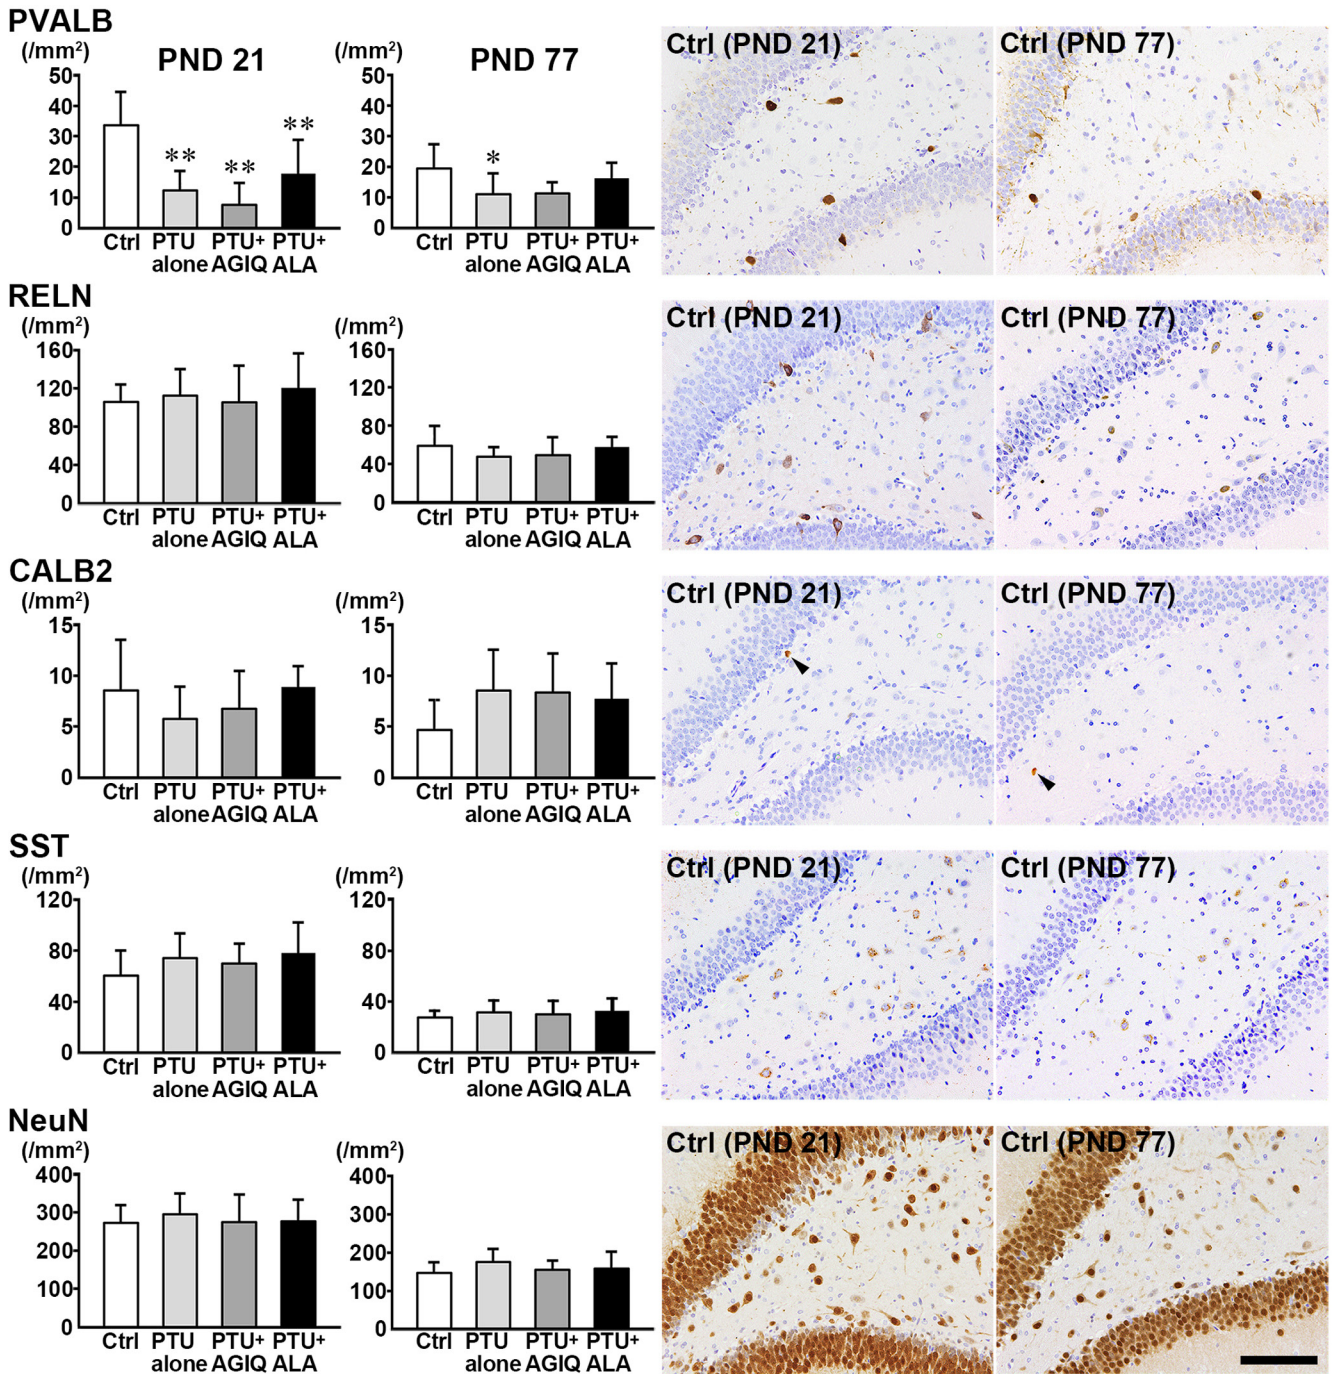 PVALB
(/mm²) PND 21 (/mm²) PND 77 Ctrl (PND 21) Ctrl (PND 77)
50 50
40 40
** **
** 
30 30
*
20 20
10 10
0 0
Ctrl PTU PTU+ PTU+ Ctrl PTU PTU+ PTU+
alone AGIQ ALA alone AGIQ ALA
RELN
(/mm²) (/mm²) Ctrl (PND 21) Ctrl (PND 77)
160 160
120 120
80 80
40 40
0 0
Ctrl PTU PTU+ PTU+ Ctrl PTU PTU+ PTU+
alone AGIQ ALA alone AGIQ ALA
CALB2
(/mm²) (/mm²) Ctrl (PND 21) Ctrl (PND 77)
15 15
10 10
5 5
0 0
Ctrl PTU PTU+ PTU+ Ctrl PTU PTU+ PTU+
alone AGIQ ALA alone AGIQ ALA
SST
(/mm²) (/mm²) Ctrl (PND 21) Ctrl (PND 77)
120 120
80 80
40 40
0 0
Ctrl PTU PTU+ PTU+ Ctrl PTU PTU+ PTU+
alone AGIQ ALA alone AGIQ ALA
NeuN
(/mm²) (/mm²) Ctrl (PND 21) Ctrl (PND 77)
400 400
300 300
200 200
100 100
0 0
Ctrl PTU PTU+ PTU+ Ctrl PTU PTU+ PTU+
alone AGIQ ALA alone AGIQ ALA